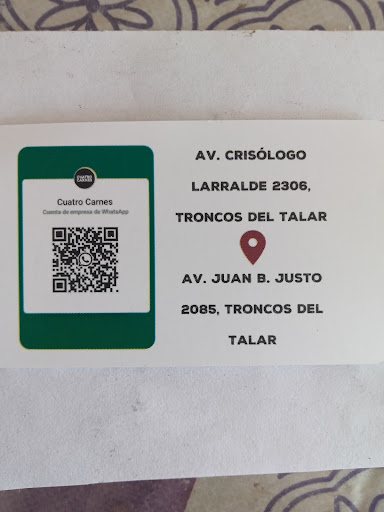 CUATRO
CARNES
Cuatro Carnes
Cuenta de empresa de WhatsApp
AV. CRISÓLOGO
LARRALDE 2306,
TRONCOS DEL TALAR
AV. JUAN B. JUSTO
2085, TRONCOS DEL
TALAR